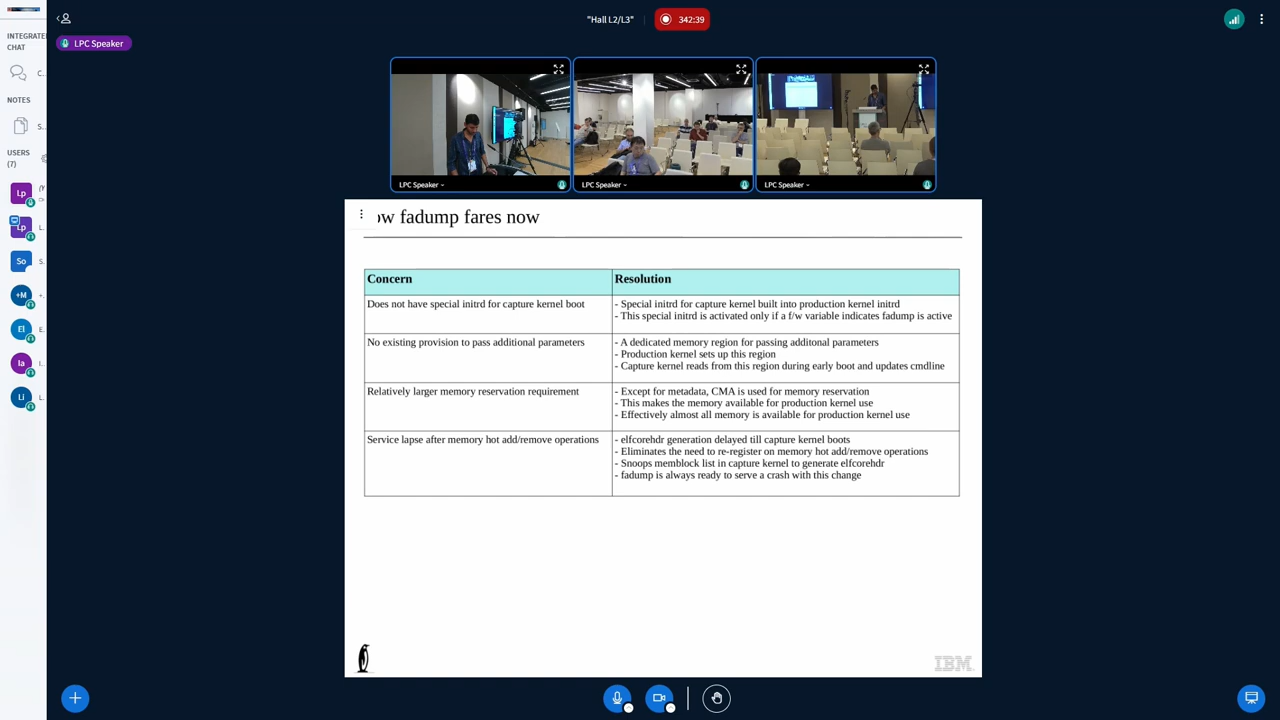 "Hall L2/L3"
342:39
INTEGRATE
CHAT
C.
NOTES
S.
USERS
(7)
Lp
Lp
L.
So
S.
+M
+.
El
E.
Ia
I..
Li
L.
LPC Speaker
LPC Speaker
LPC Speaker
LPC Speaker
ow fadump fares now
Concern
Resolution
Does not have special initrd for capture kernel boot
- Special initrd for capture kernel built into production kernel initrd
- This special initrd is activated only if a f/w variable indicates fadump is active
No existing provision to pass additional parameters
- A dedicated memory region for passing additonal parameters
- Production kernel sets up this region
- Capture kernel reads from this region during early boot and updates cmdline
Relatively larger memory reservation requirement
- Except for metadata, CMA is used for memory reservation
- This makes the memory available for production kernel use
- Effectively almost all memory is available for production kernel use
Service lapse after memory hot add/remove operations
- elfcorehdr generation delayed till capture kernel boots
- Eliminates the need to re-register on memory hot add/remove operations
- Snoops memblock list in capture kernel to generate elfcorehdr
- fadump is always ready to serve a crash with this change
IBM